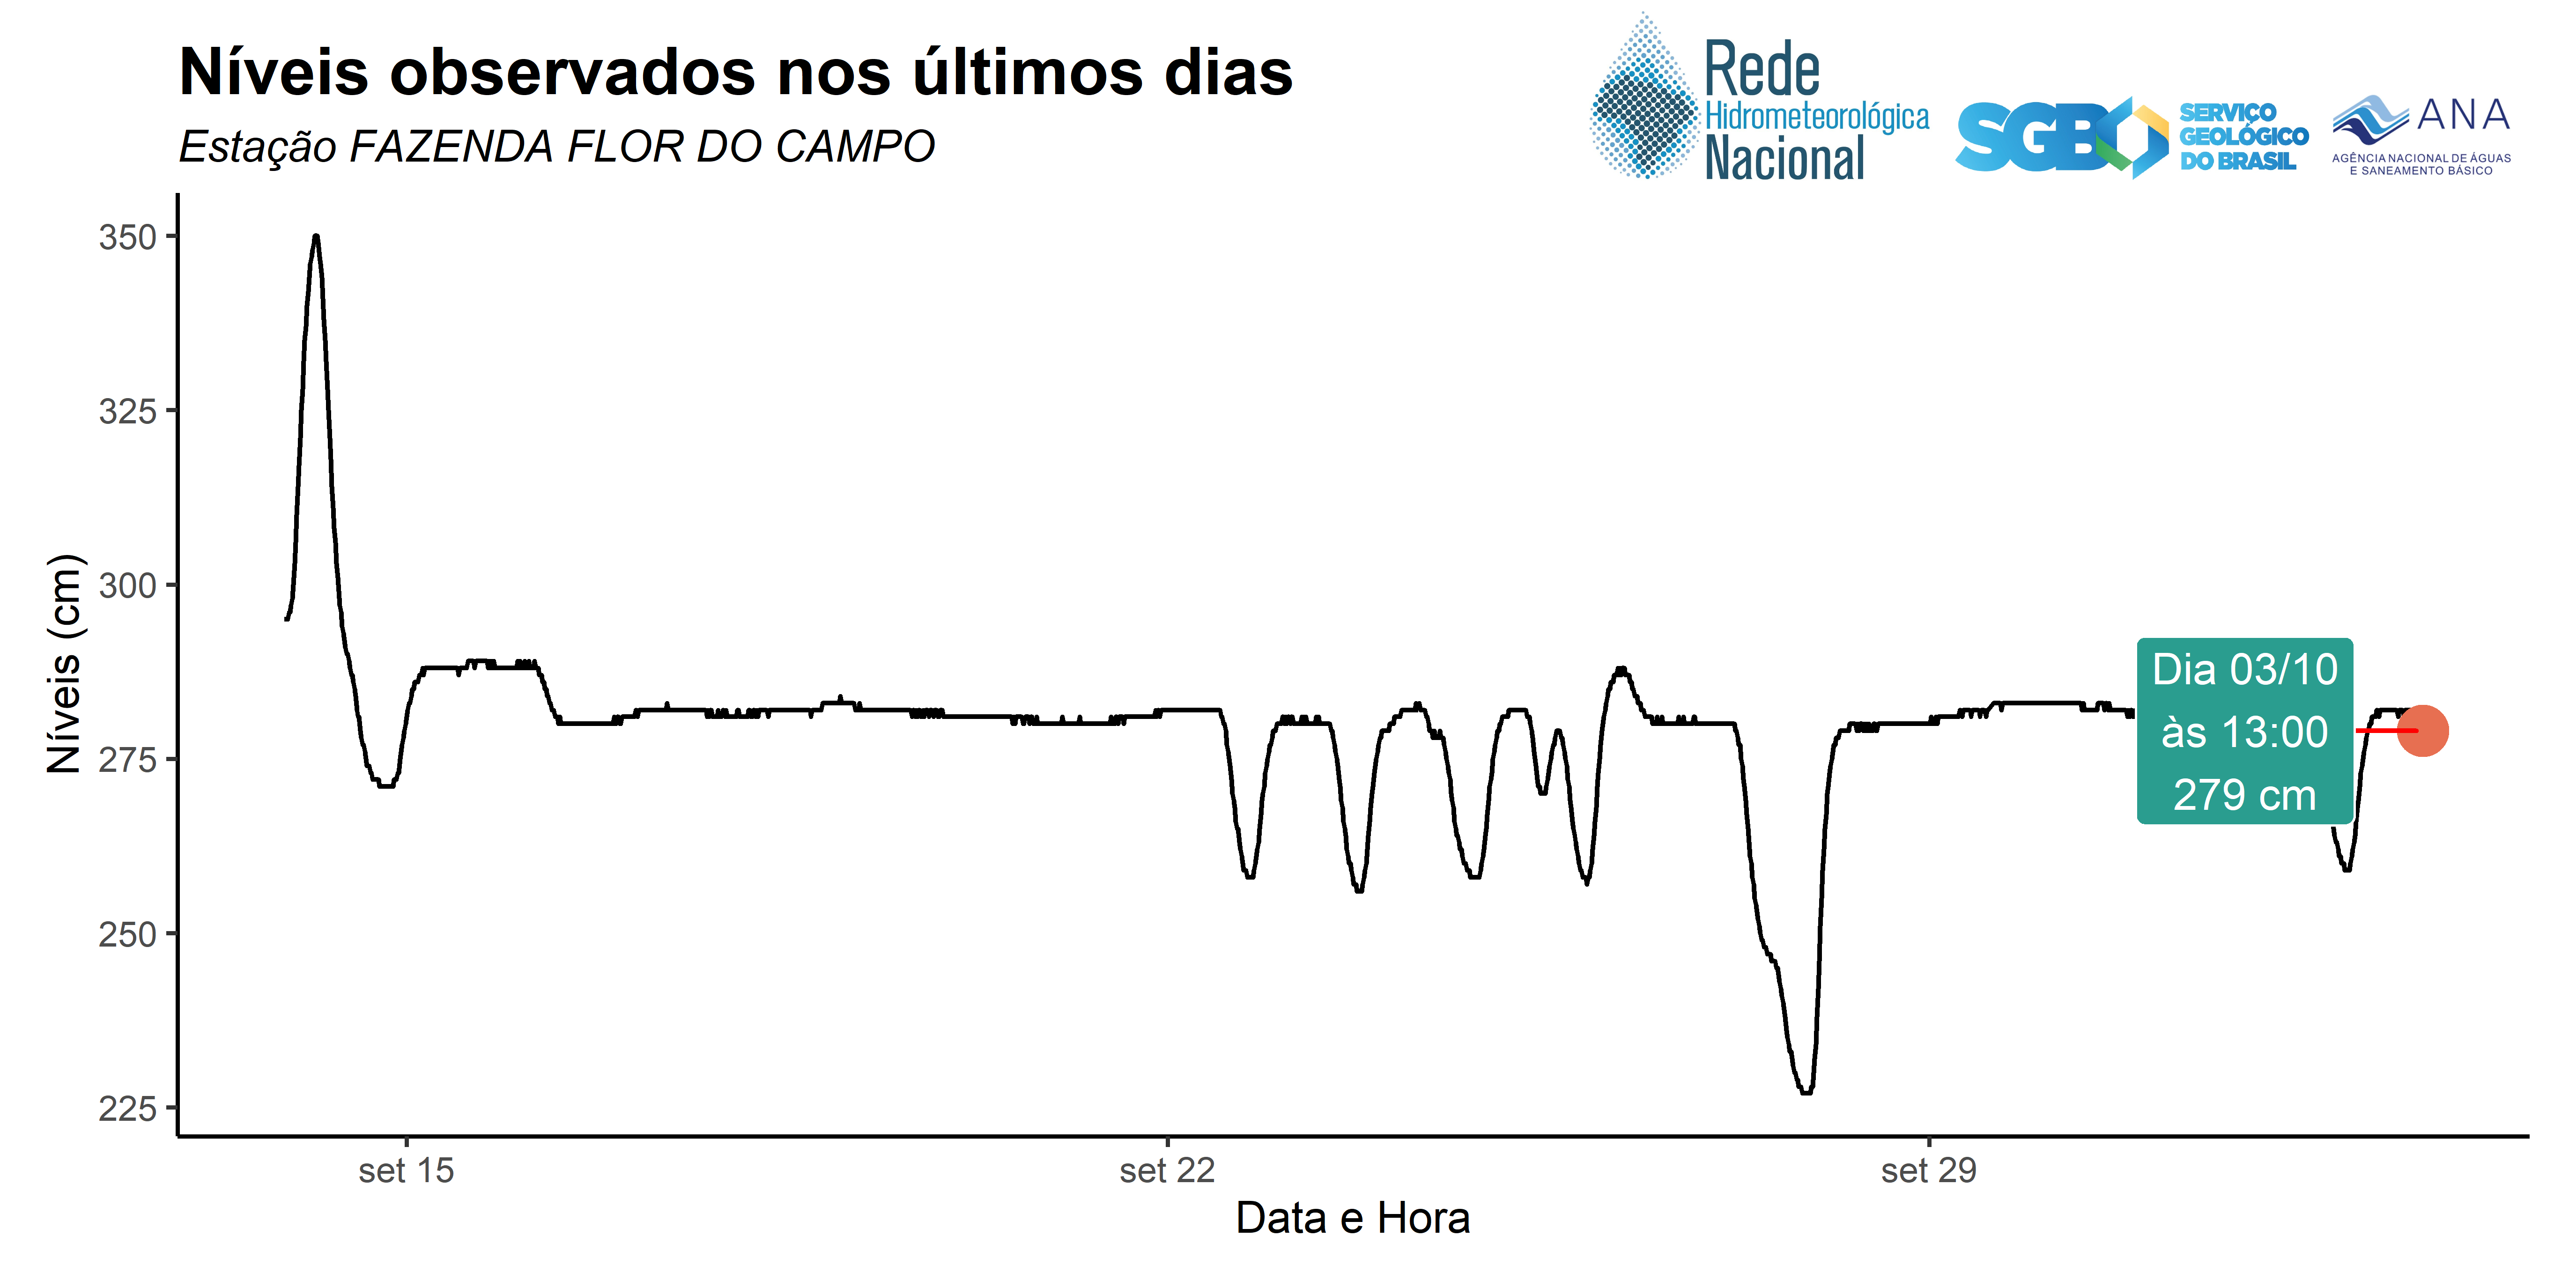 Níveis observados nos últimos dias
Estação FAZENDA FLOR DO CAMPO
Rede
Hidrometeorológica
Nacional
SGB
SERVIÇO
GEOLÓGICO
DO BRASIL
ANA
AGÊNCIA NACIONAL DE ÁGUAS
E SANEAMENTO BÁSICO
Níveis (cm)
350
325
300
275
250
225
Dia 03/10
às 13:00
279 cm
set 15
set 22
set 29
Data e Hora